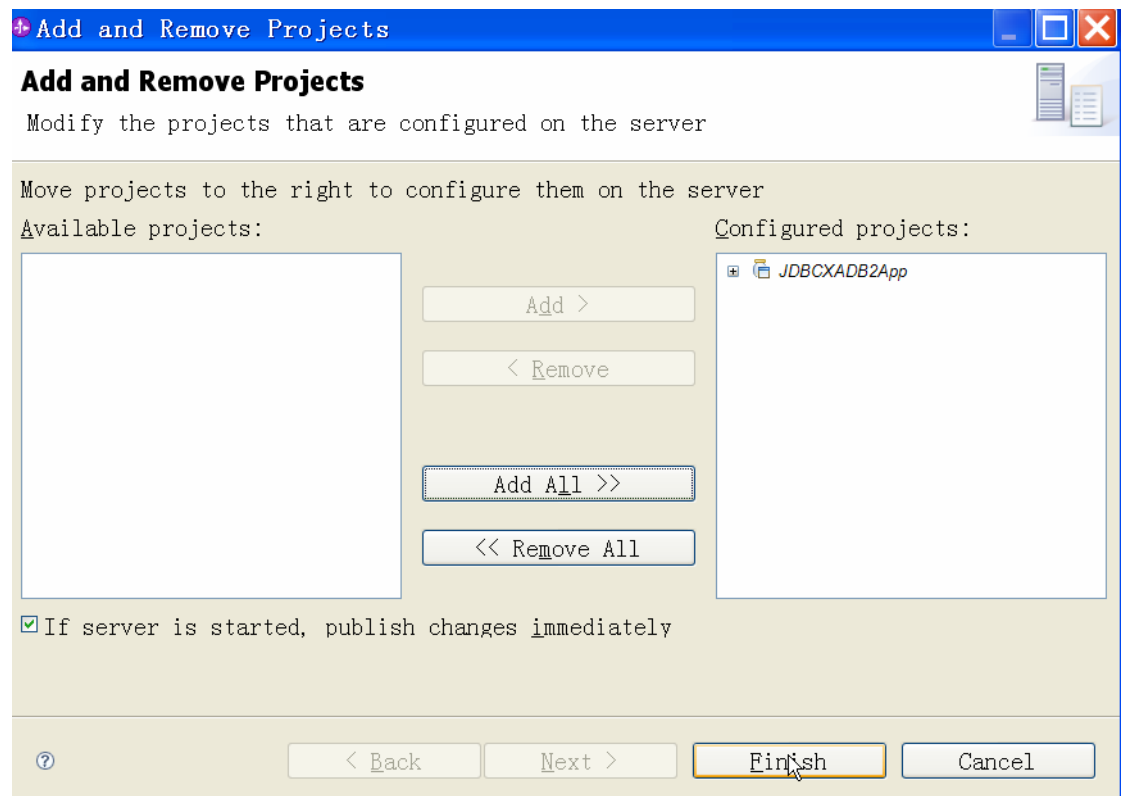 Add and Remove Projects
Add and Remove Projects
Modify the projects that are configured on the server
Move projects to the right to configure them on the server
Available projects:
Configured projects:
JDBCXADB2App
Add >
< Remove
Add All >>
<< Remove All
If server is started, publish changes immediately
< Back
Next >
Finish
Cancel